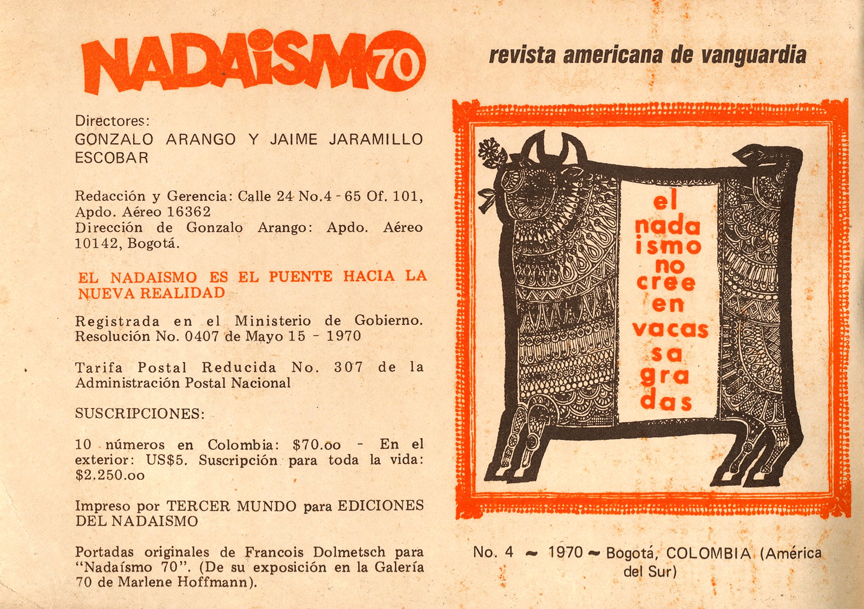 NADAiSMO 70
Directores:
GONZALO ARANGO Y JAIME JARAMILLO
ESCOBAR
Redacción y Gerencia: Calle 24 No.4 - 65 Of. 101,
Apdo. Aéreo 16362
Dirección de Gonzalo Arango: Apdo. Aéreo
10142, Bogotá.
EL NADAISMO ES EL PUENTE HACIA LA
NUEVA REALIDAD
Registrada en el Ministerio de Gobierno.
Resolución No. 0407 de Mayo 15 - 1970
Tarifa Postal Reducida No. 307 de la
Administración Postal Nacional
SUSCRIPCIONES:
10 números en Colombia: $70.oo - En el
exterior: US$5. Suscripción para toda la vida:
$2.250.oo
Impreso por TERCER MUNDO para EDICIONES
DEL NADAISMO
Portadas originales de Francois Dolmetsch para
“Nadaísmo 70”. (De su exposición en la Galería
70 de Marlene Hoffmann).
revista americana de vanguardia
el
nada
ismo
no
cree
en
vacas
sa
gra
das
No. 4 ~ 1970 ~ Bogotá, COLOMBIA (América
del Sur)